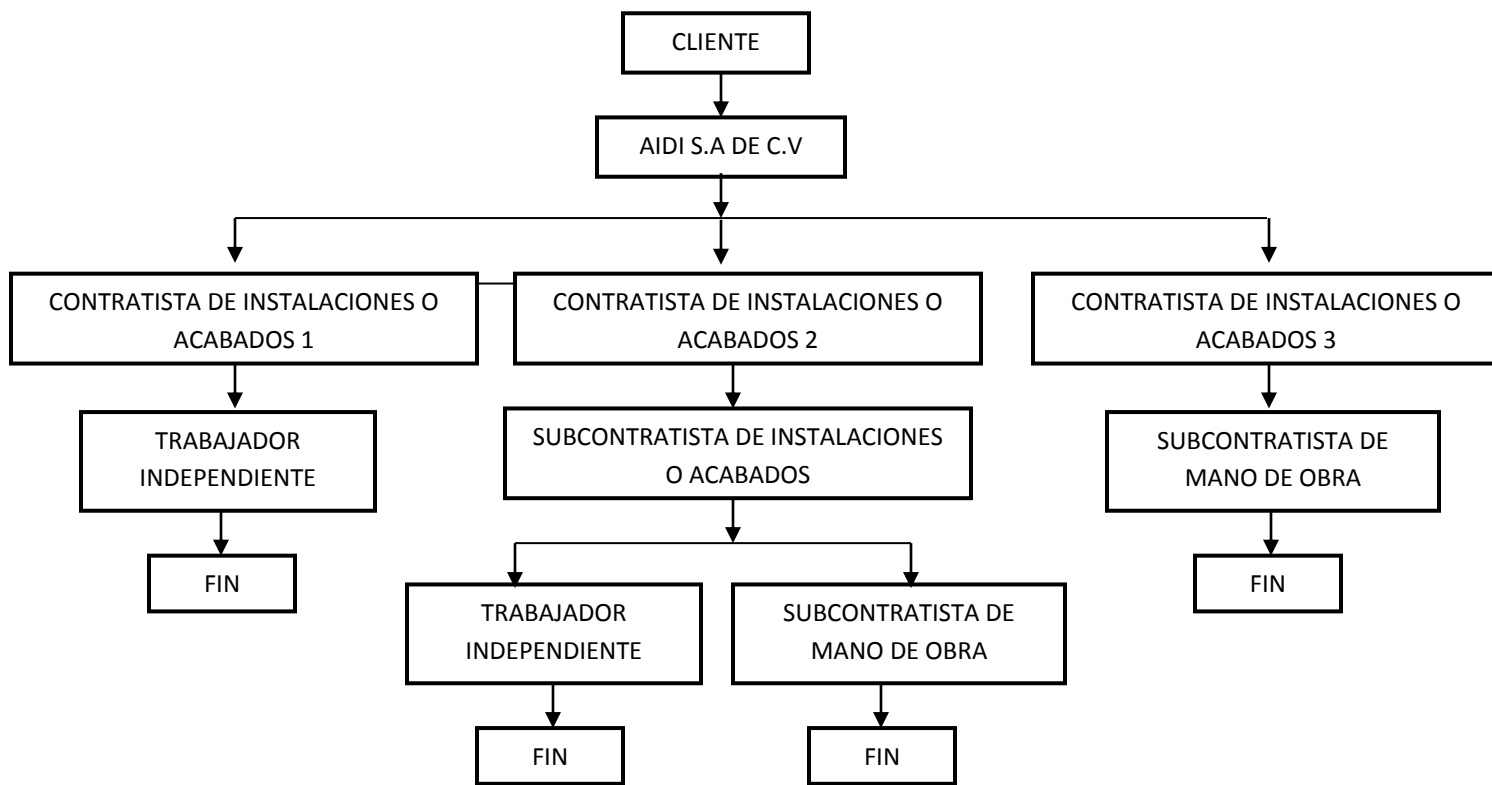 CLIENTE
AIDI S.A DE C.V
CONTRATISTA DE INSTALACIONES O
ACABADOS 1
CONTRATISTA DE INSTALACIONES O
ACABADOS 2
CONTRATISTA DE INSTALACIONES O
ACABADOS 3
TRABAJADOR
INDEPENDIENTE
SUBCONTRATISTA DE INSTALACIONES
O ACABADOS
SUBCONTRATISTA DE
MANO DE OBRA
FIN
FIN
TRABAJADOR
INDEPENDIENTE
SUBCONTRATISTA DE
MANO DE OBRA
FIN
FIN